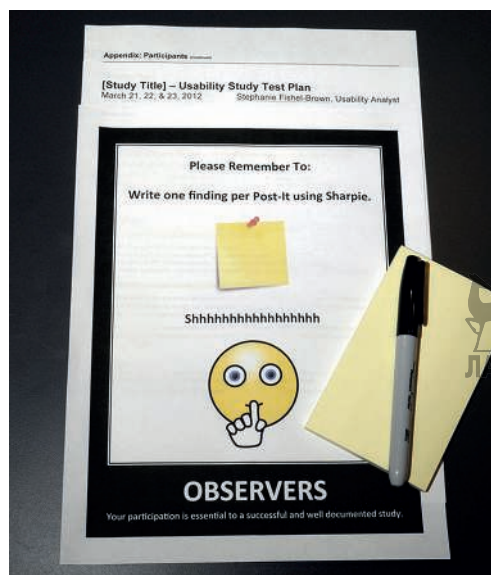 Appendix: Participants
[Study Title] – Usability Study Test Plan
March 21, 22, & 23, 2012 Stephanie Fishel-Brown, Usability Analyst
Please Remember To:
Write one finding per Post-It using Sharpie.
Shhhhhhhhhhhhhhhhh
OBSERVERS
Your participation is essential to a successful and well documented study.